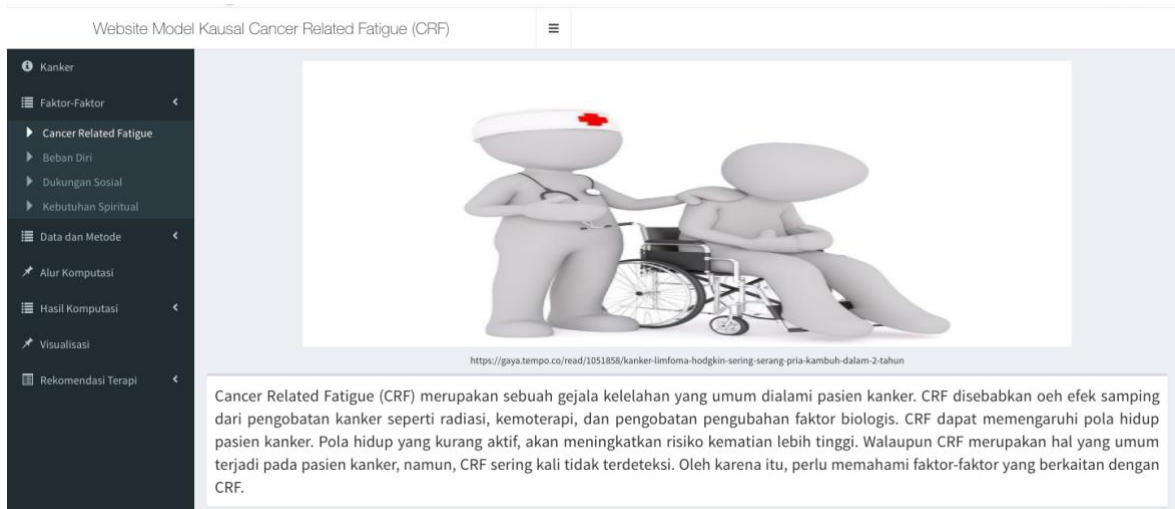 Website Model Kausal Cancer Related Fatigue (CRF)
Kanker
Faktor-Faktor
Cancer Related Fatigue
Beban Diri
Dukungan Sosial
Kebutuhan Spiritual
Data dan Metode
Alur Komputasi
Hasil Komputasi
Visualisasi
Rekomendasi Terapi
https://gaya.tempo.co/read/1051858/kanker-limfoma-hodgkin-sering-serang-pria-kambuh-dalam-2-tahun
Cancer Related Fatigue (CRF) merupakan sebuah gejala kelelahan yang umum dialami pasien kanker. CRF disebabkan oeh efek samping
dari pengobatan kanker seperti radiasi, kemoterapi, dan pengobatan pengubahan faktor biologis. CRF dapat memengaruhi pola hidup
pasien kanker. Pola hidup yang kurang aktif, akan meningkatkan risiko kematian lebih tinggi. Walaupun CRF merupakan hal yang umum
terjadi pada pasien kanker, namun, CRF sering kali tidak terdeteksi. Oleh karena itu, perlu memahami faktor-faktor yang berkaitan dengan
CRF.